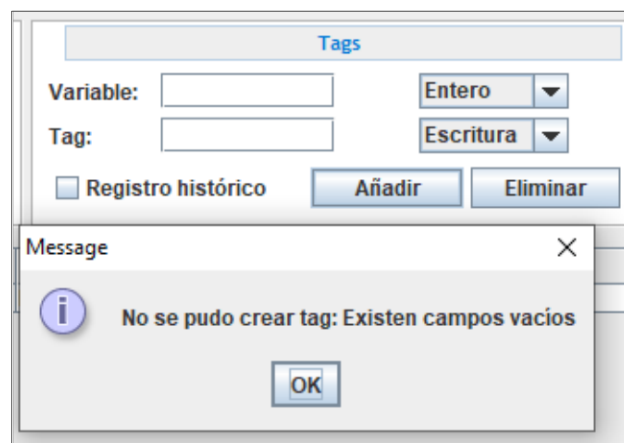 Tags
Variable: Entero
Tag: Escritura
Registro histórico Añadir Eliminar
Message
No se pudo crear tag: Existen campos vacíos
OK